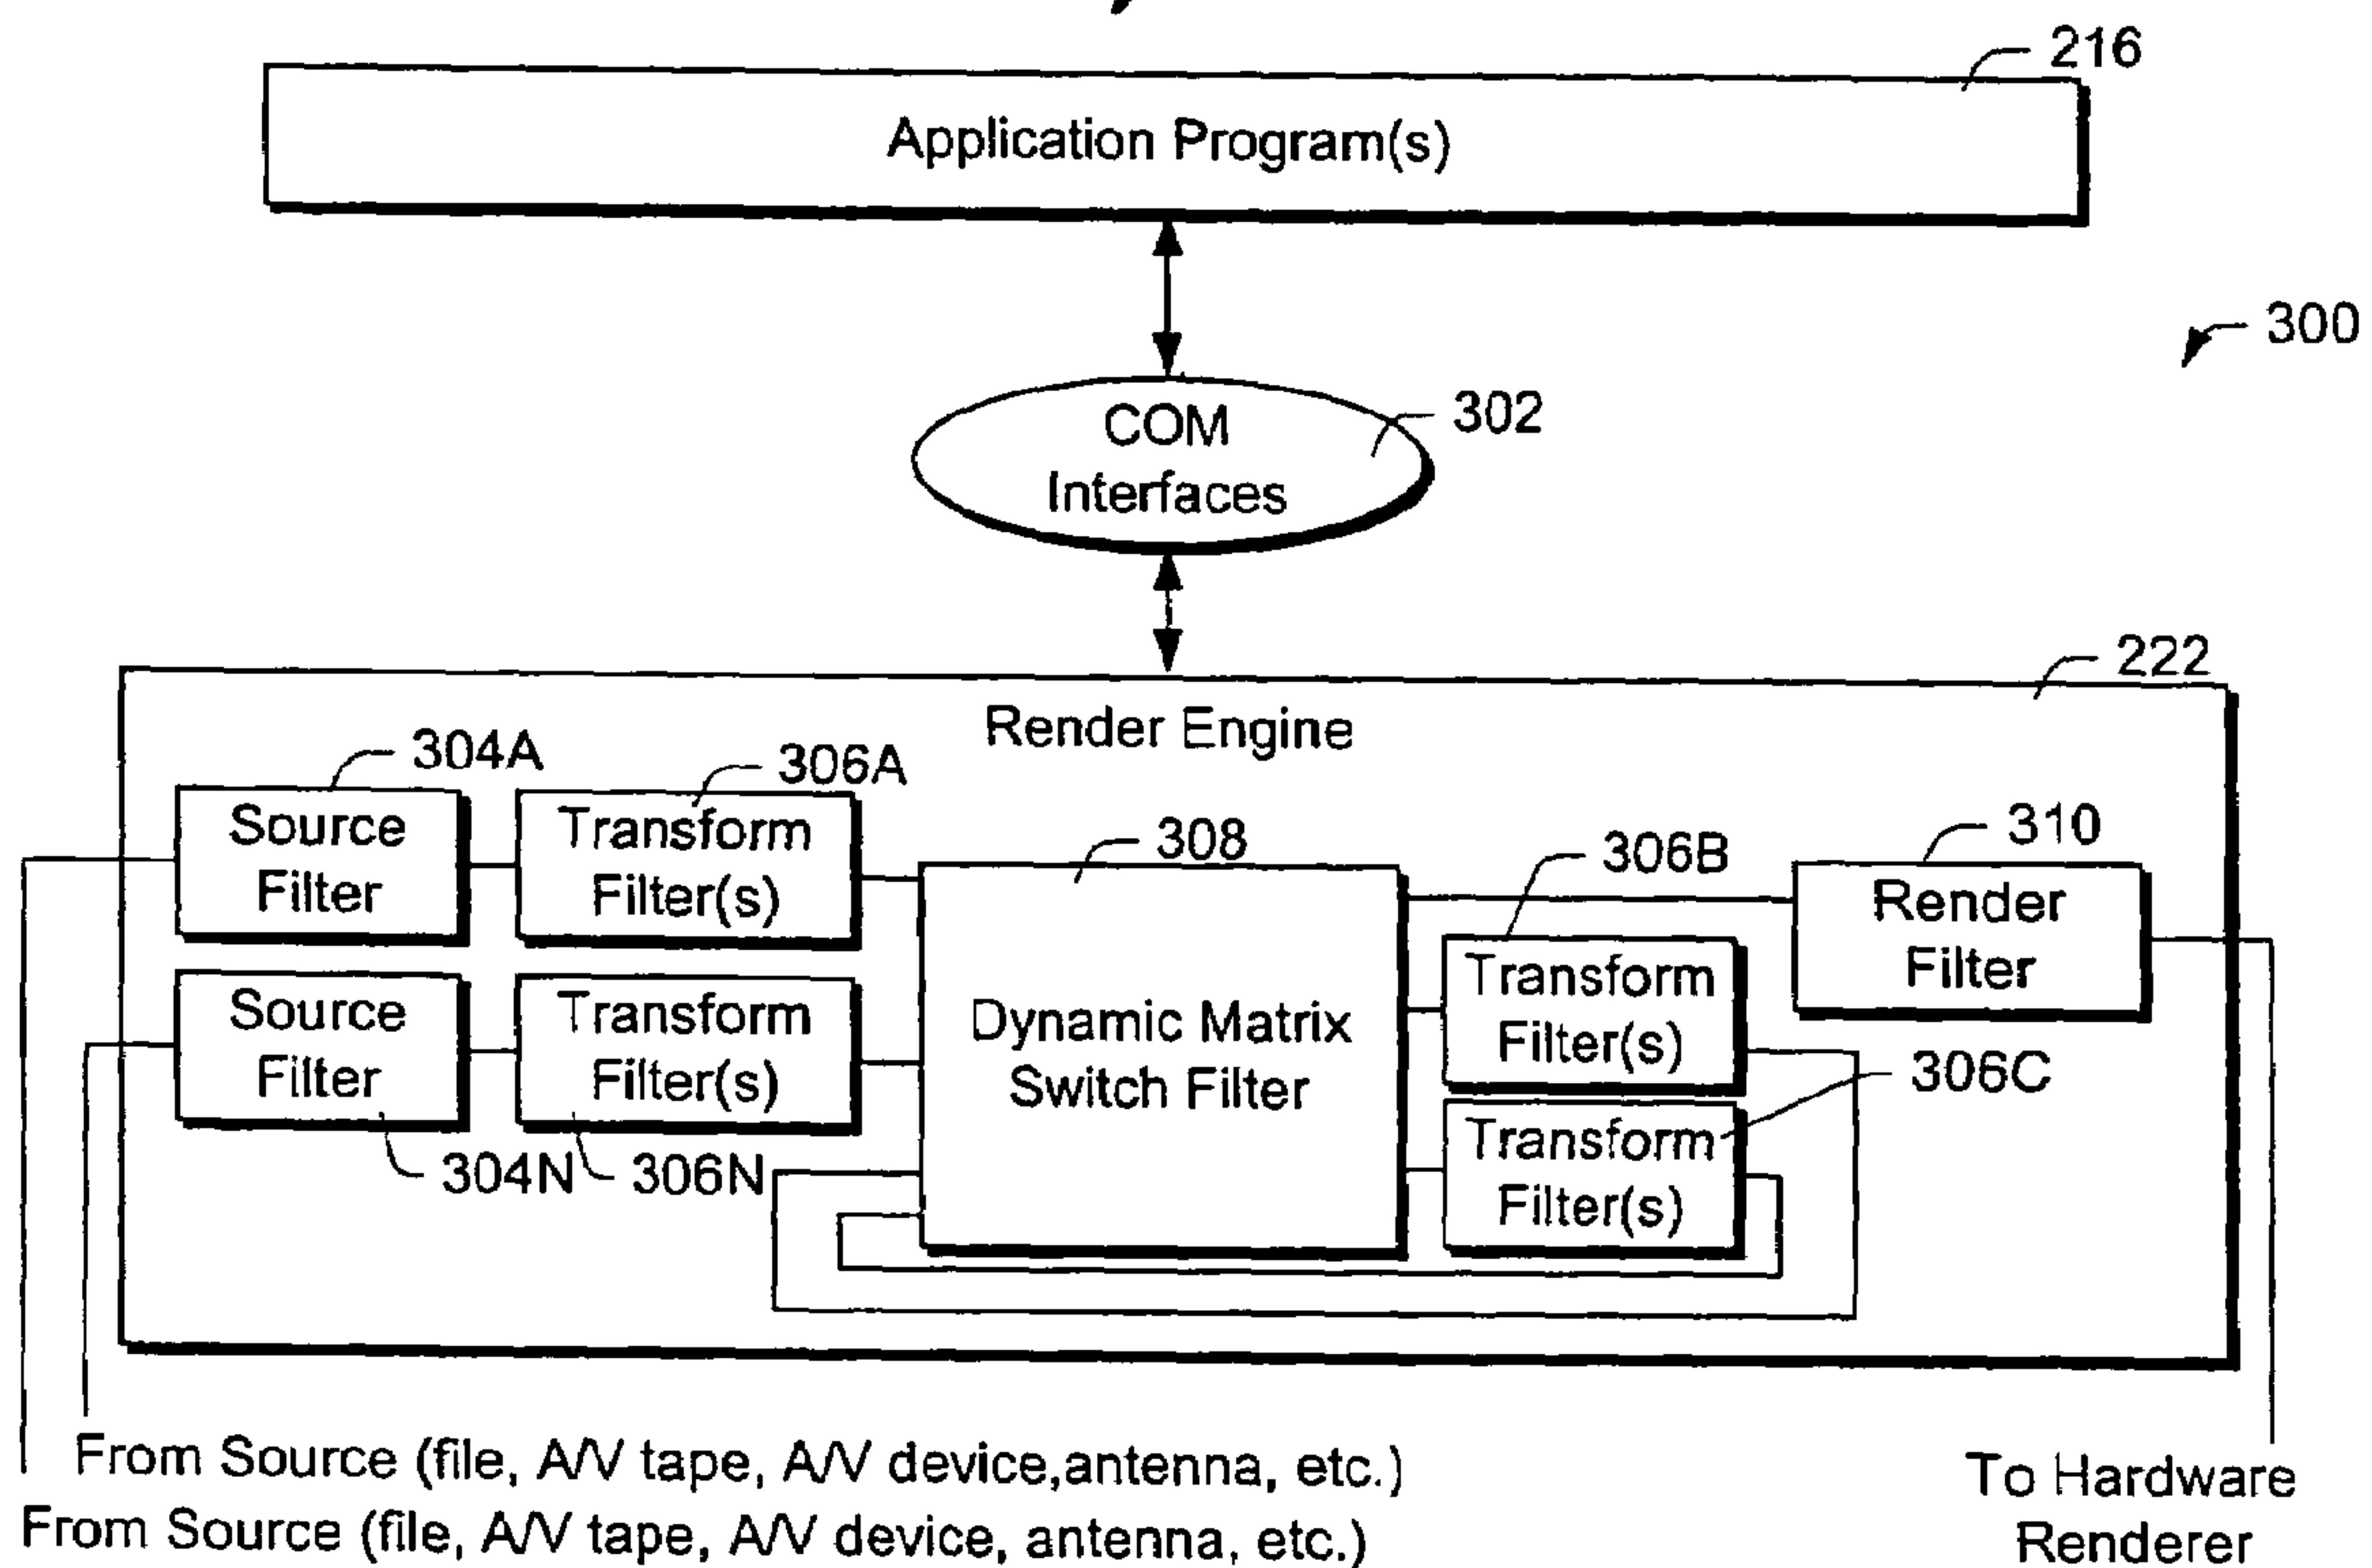 216
Application Program(s)
300
COM
Interfaces
302
222
Render Engine
304A
306A
Source
Filter
Transform
Filter(s)
308
306B
310
Render
Filter
Source
Filter
Transform
Filter(s)
Dynamic Matrix
Switch Filter
Transform
Filter(s)
306C
Transform
Filter(s)
304N
306N
From Source (file, A/V tape, A/V device,antenna, etc.)
From Source (file, A/V tape, A/V device, antenna, etc.)
To Hardware
Renderer